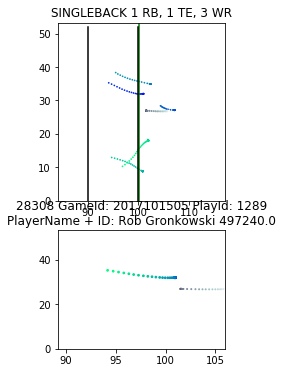 SINGLEBACK 1 RB, 1 TE, 3 WR
50
40
30
20
10
0
90 100 110
28308 GameId: 2017101505 PlayId: 1289
PlayerName + ID: Rob Gronkowski 497240.0
40
20
0
90 95 100 105